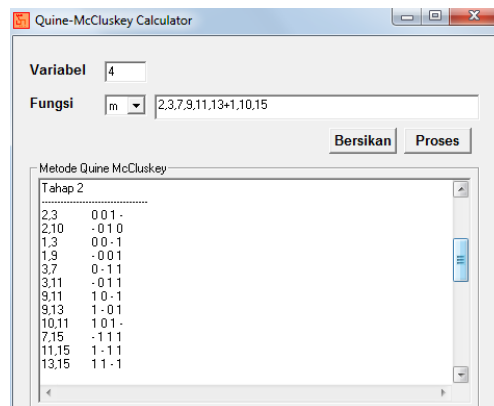 Quine-McCluskey Calculator
Variabel 4
Fungsi m 2,3,7,9,11,13+1,10,15
Bersikan Proses
Metode Quine McCluskey
Tahap 2
--------------------------------
2,3 0 0 1 -
2,10 - 0 1 0
1,3 0 0 - 1
1,9 - 0 0 1
3,7 0 - 1 1
3,11 - 0 1 1
9,11 1 0 - 1
9,13 1 - 0 1
10,11 1 0 1 -
7,15 - 1 1 1
11,15 1 - 1 1
13,15 1 1 - 1